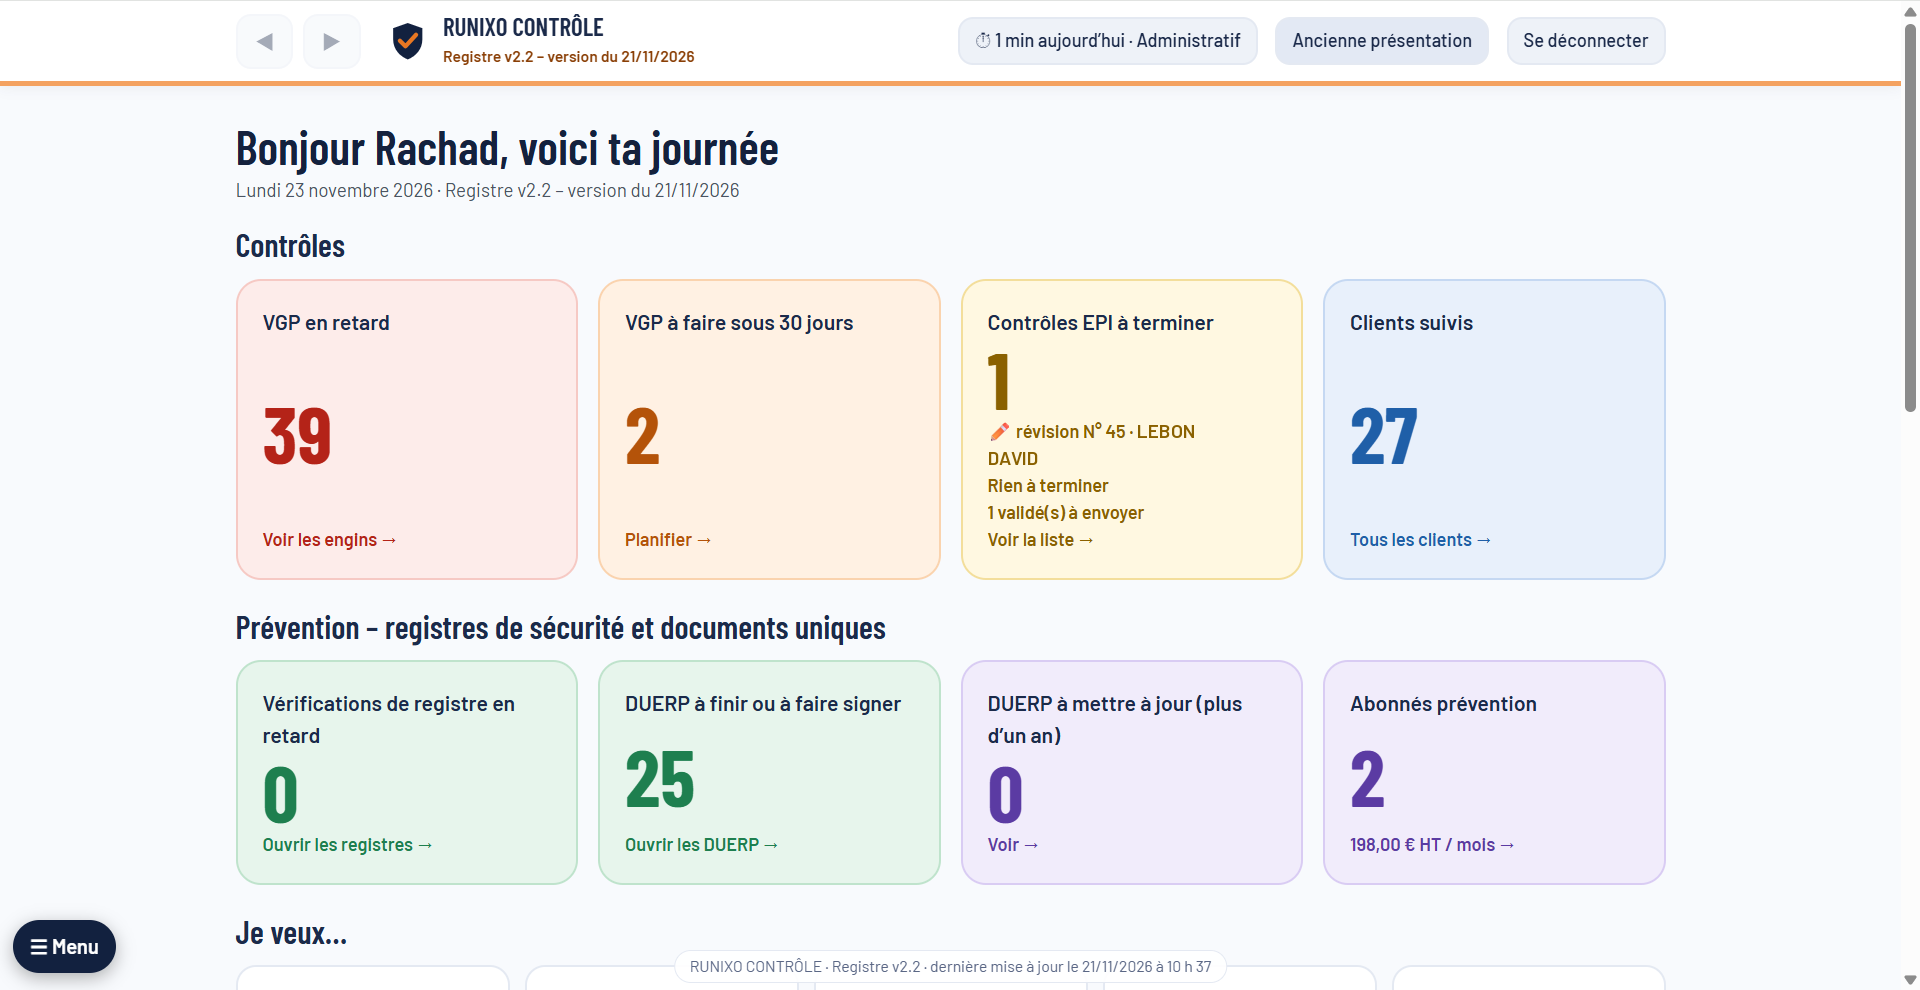 ◀ ▶
RUNIXO CONTRÔLE
Registre v2.2 – version du 21/11/2026
⏱ 1 min aujourd’hui · Administratif
Ancienne présentation
Se déconnecter
Bonjour Rachad, voici ta journée
Lundi 23 novembre 2026 · Registre v2.2 – version du 21/11/2026
Contrôles
VGP en retard
39
Voir les engins →
VGP à faire sous 30 jours
2
Planifier →
Contrôles EPI à terminer
1
✏️ révision N° 45 · LEBON
DAVID
Rien à terminer
1 validé(s) à envoyer
Voir la liste →
Clients suivis
27
Tous les clients →
Prévention – registres de sécurité et documents uniques
Vérifications de registre en
retard
0
Ouvrir les registres →
DUERP à finir ou à faire signer
25
Ouvrir les DUERP →
DUERP à mettre à jour (plus
d’un an)
0
Voir →
Abonnés prévention
2
198,00 € HT / mois →
Je veux…
☰ Menu
RUNIXO CONTRÔLE · Registre v2.2 · dernière mise à jour le 21/11/2026 à 10 h 37